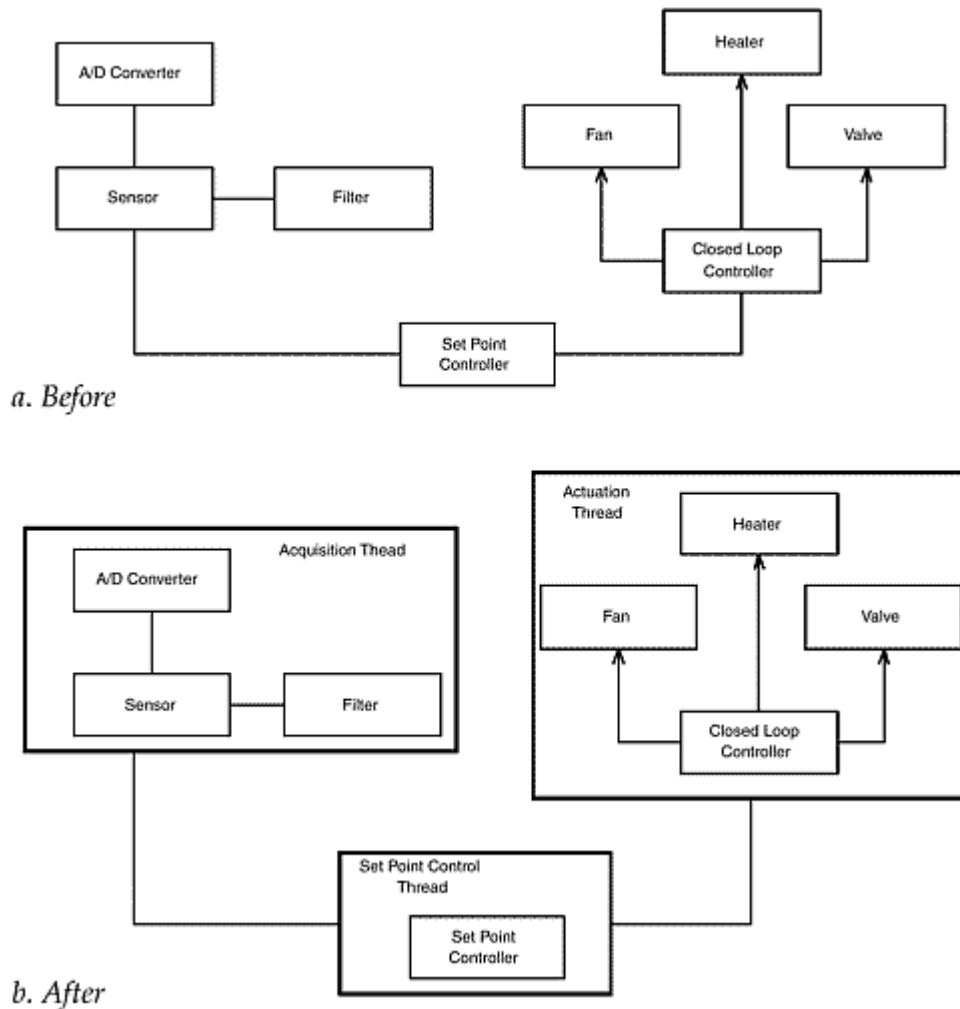 A/D Converter
Heater
Fan
Valve
Sensor
Filter
Closed Loop
Controller
Set Point
Controller
a. Before
Actuation
Thread
Heater
Acquisition Thead
A/D Converter
Fan
Valve
Sensor
Filter
Closed Loop
Controller
Set Point Control
Thread
Set Point
Controller
b. After